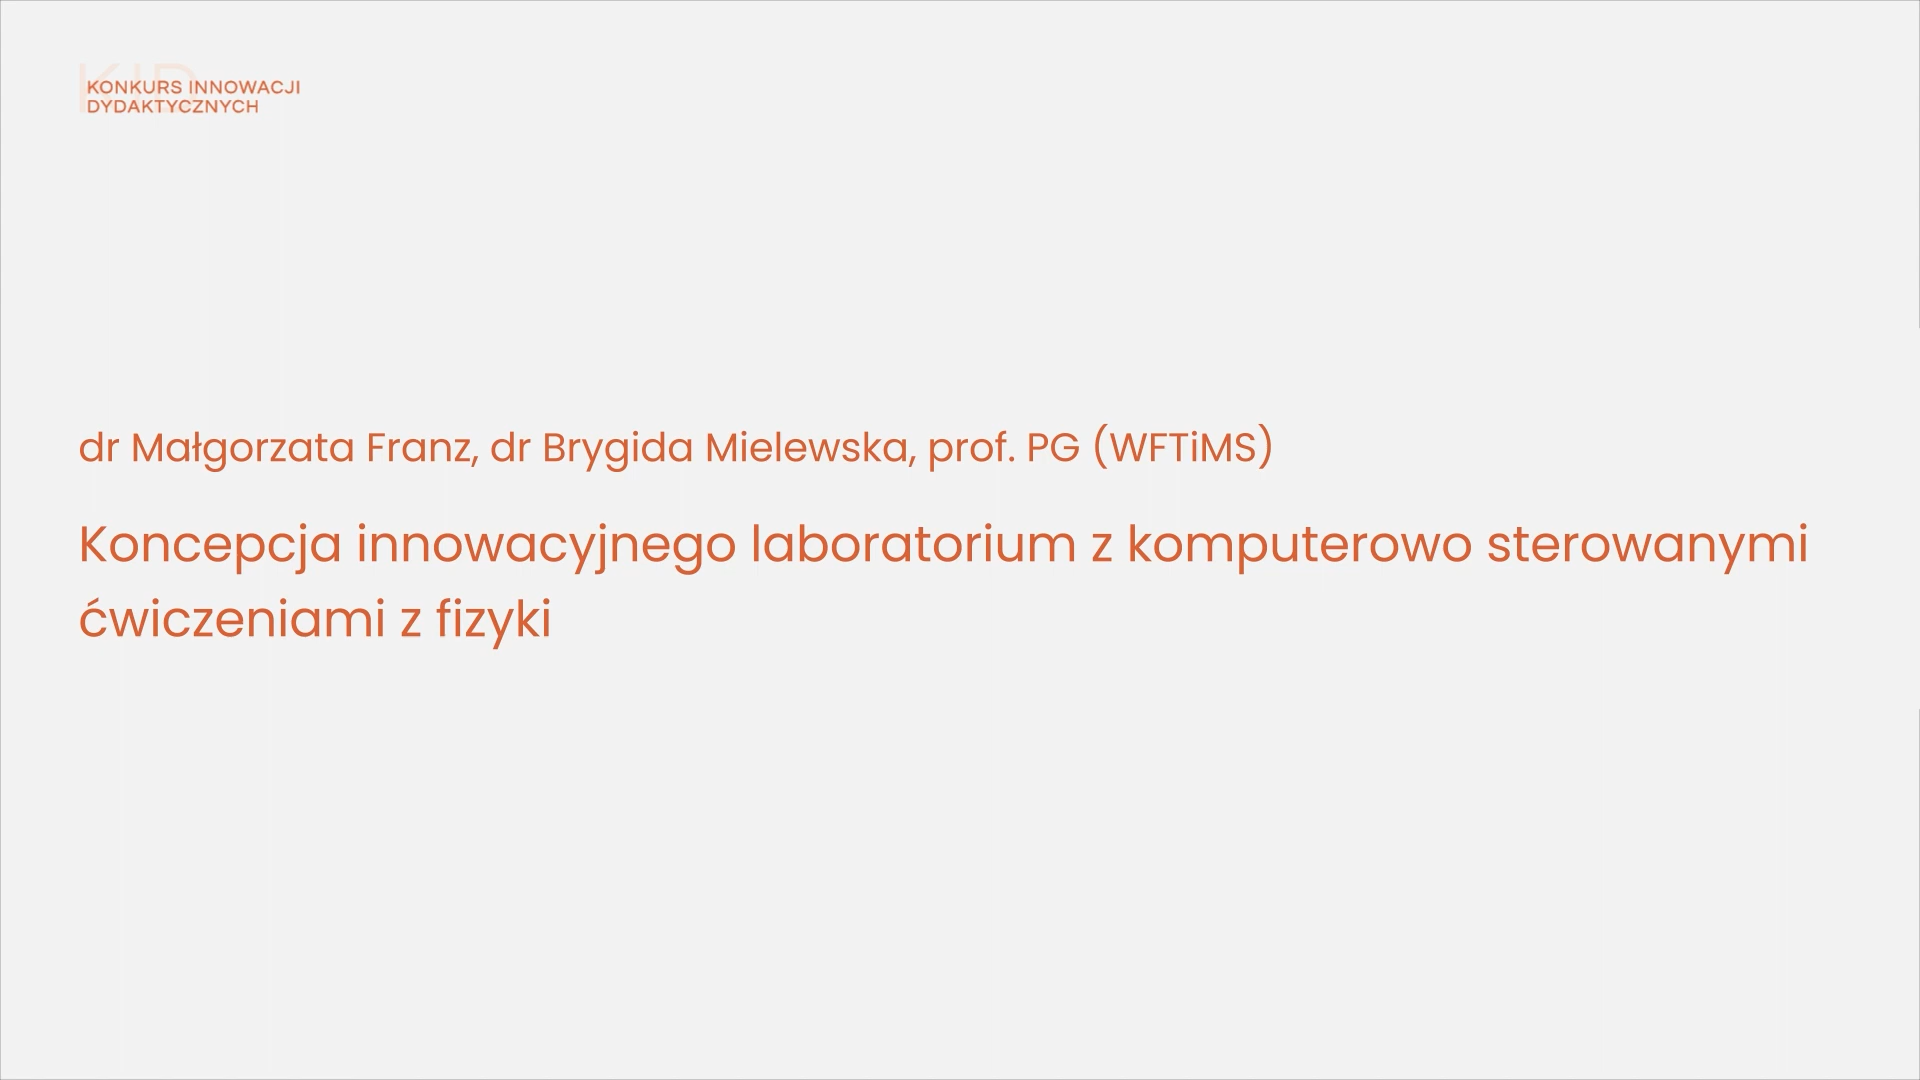 KID
KONKURS INNOWACJI
DYDAKTYCZNYCH
dr Małgorzata Franz, dr Brygida Mielewska, prof. PG (WFTiMS)
Koncepcja innowacyjnego laboratorium z komputerowo sterowanymi
ćwiczeniami z fizyki